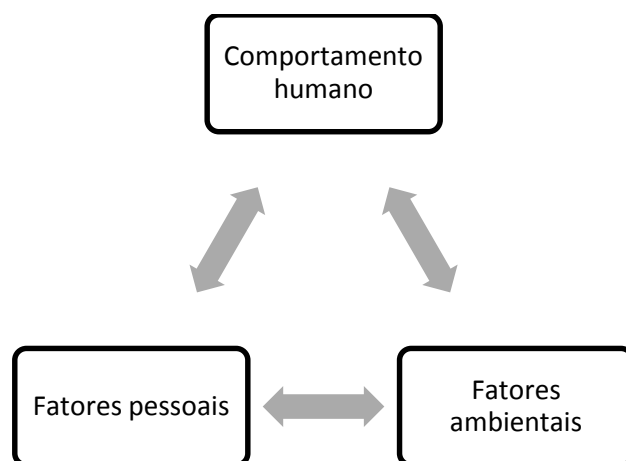 Comportamento
humano
Fatores pessoais
Fatores
ambientais